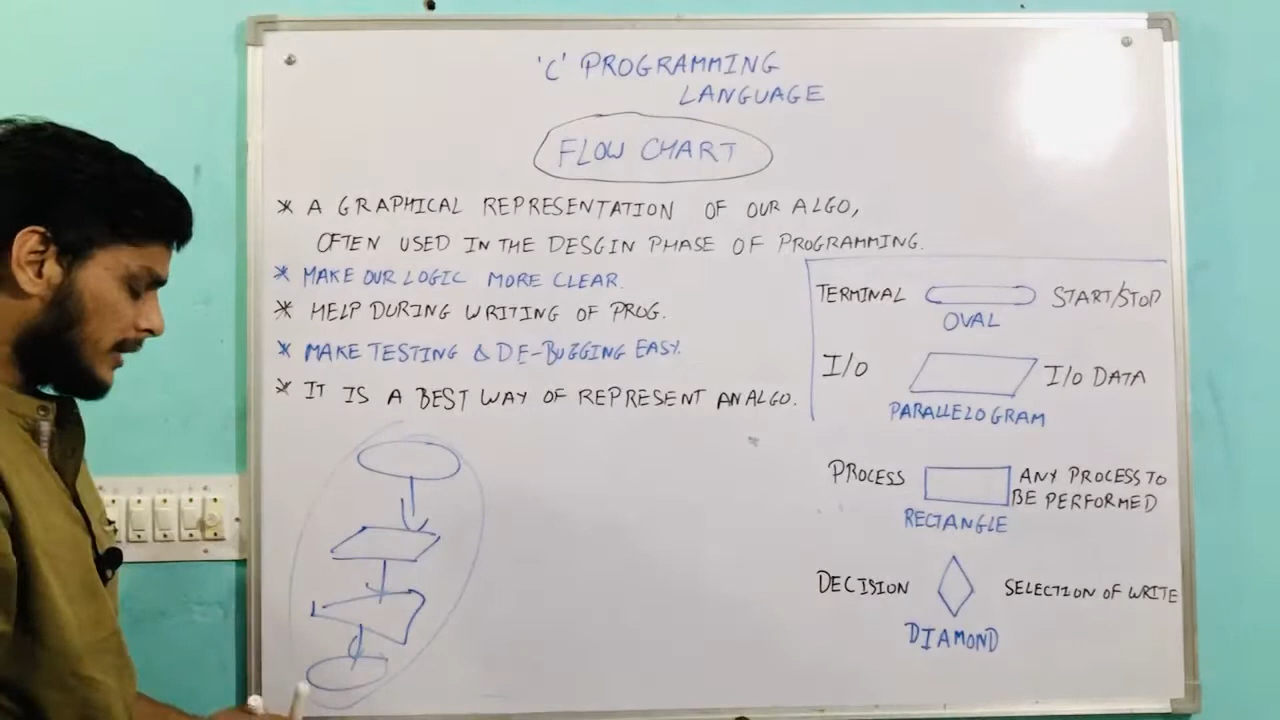 'C' PROGRAMMING
LANGUAGE
FLOW CHART
* A GRAPHICAL REPRESENTATION OF OUR ALGO,
OFTEN USED IN THE DESGIN PHASE OF PROGRAMMING.
* MAKE OUR LOGIC MORE CLEAR.
* HELP DURING WRITING OF PROG.
* MAKE TESTING & DE-BUGGING EASY.
* IT IS A BEST WAY OF REPRESENT AN ALGO.
TERMINAL START/STOP
OVAL
I/O I/O DATA
PARALLELOGRAM
PROCESS ANY PROCESS TO
BE PERFORMED
RECTANGLE
DECISION SELECTION OF WRITE
DIAMOND